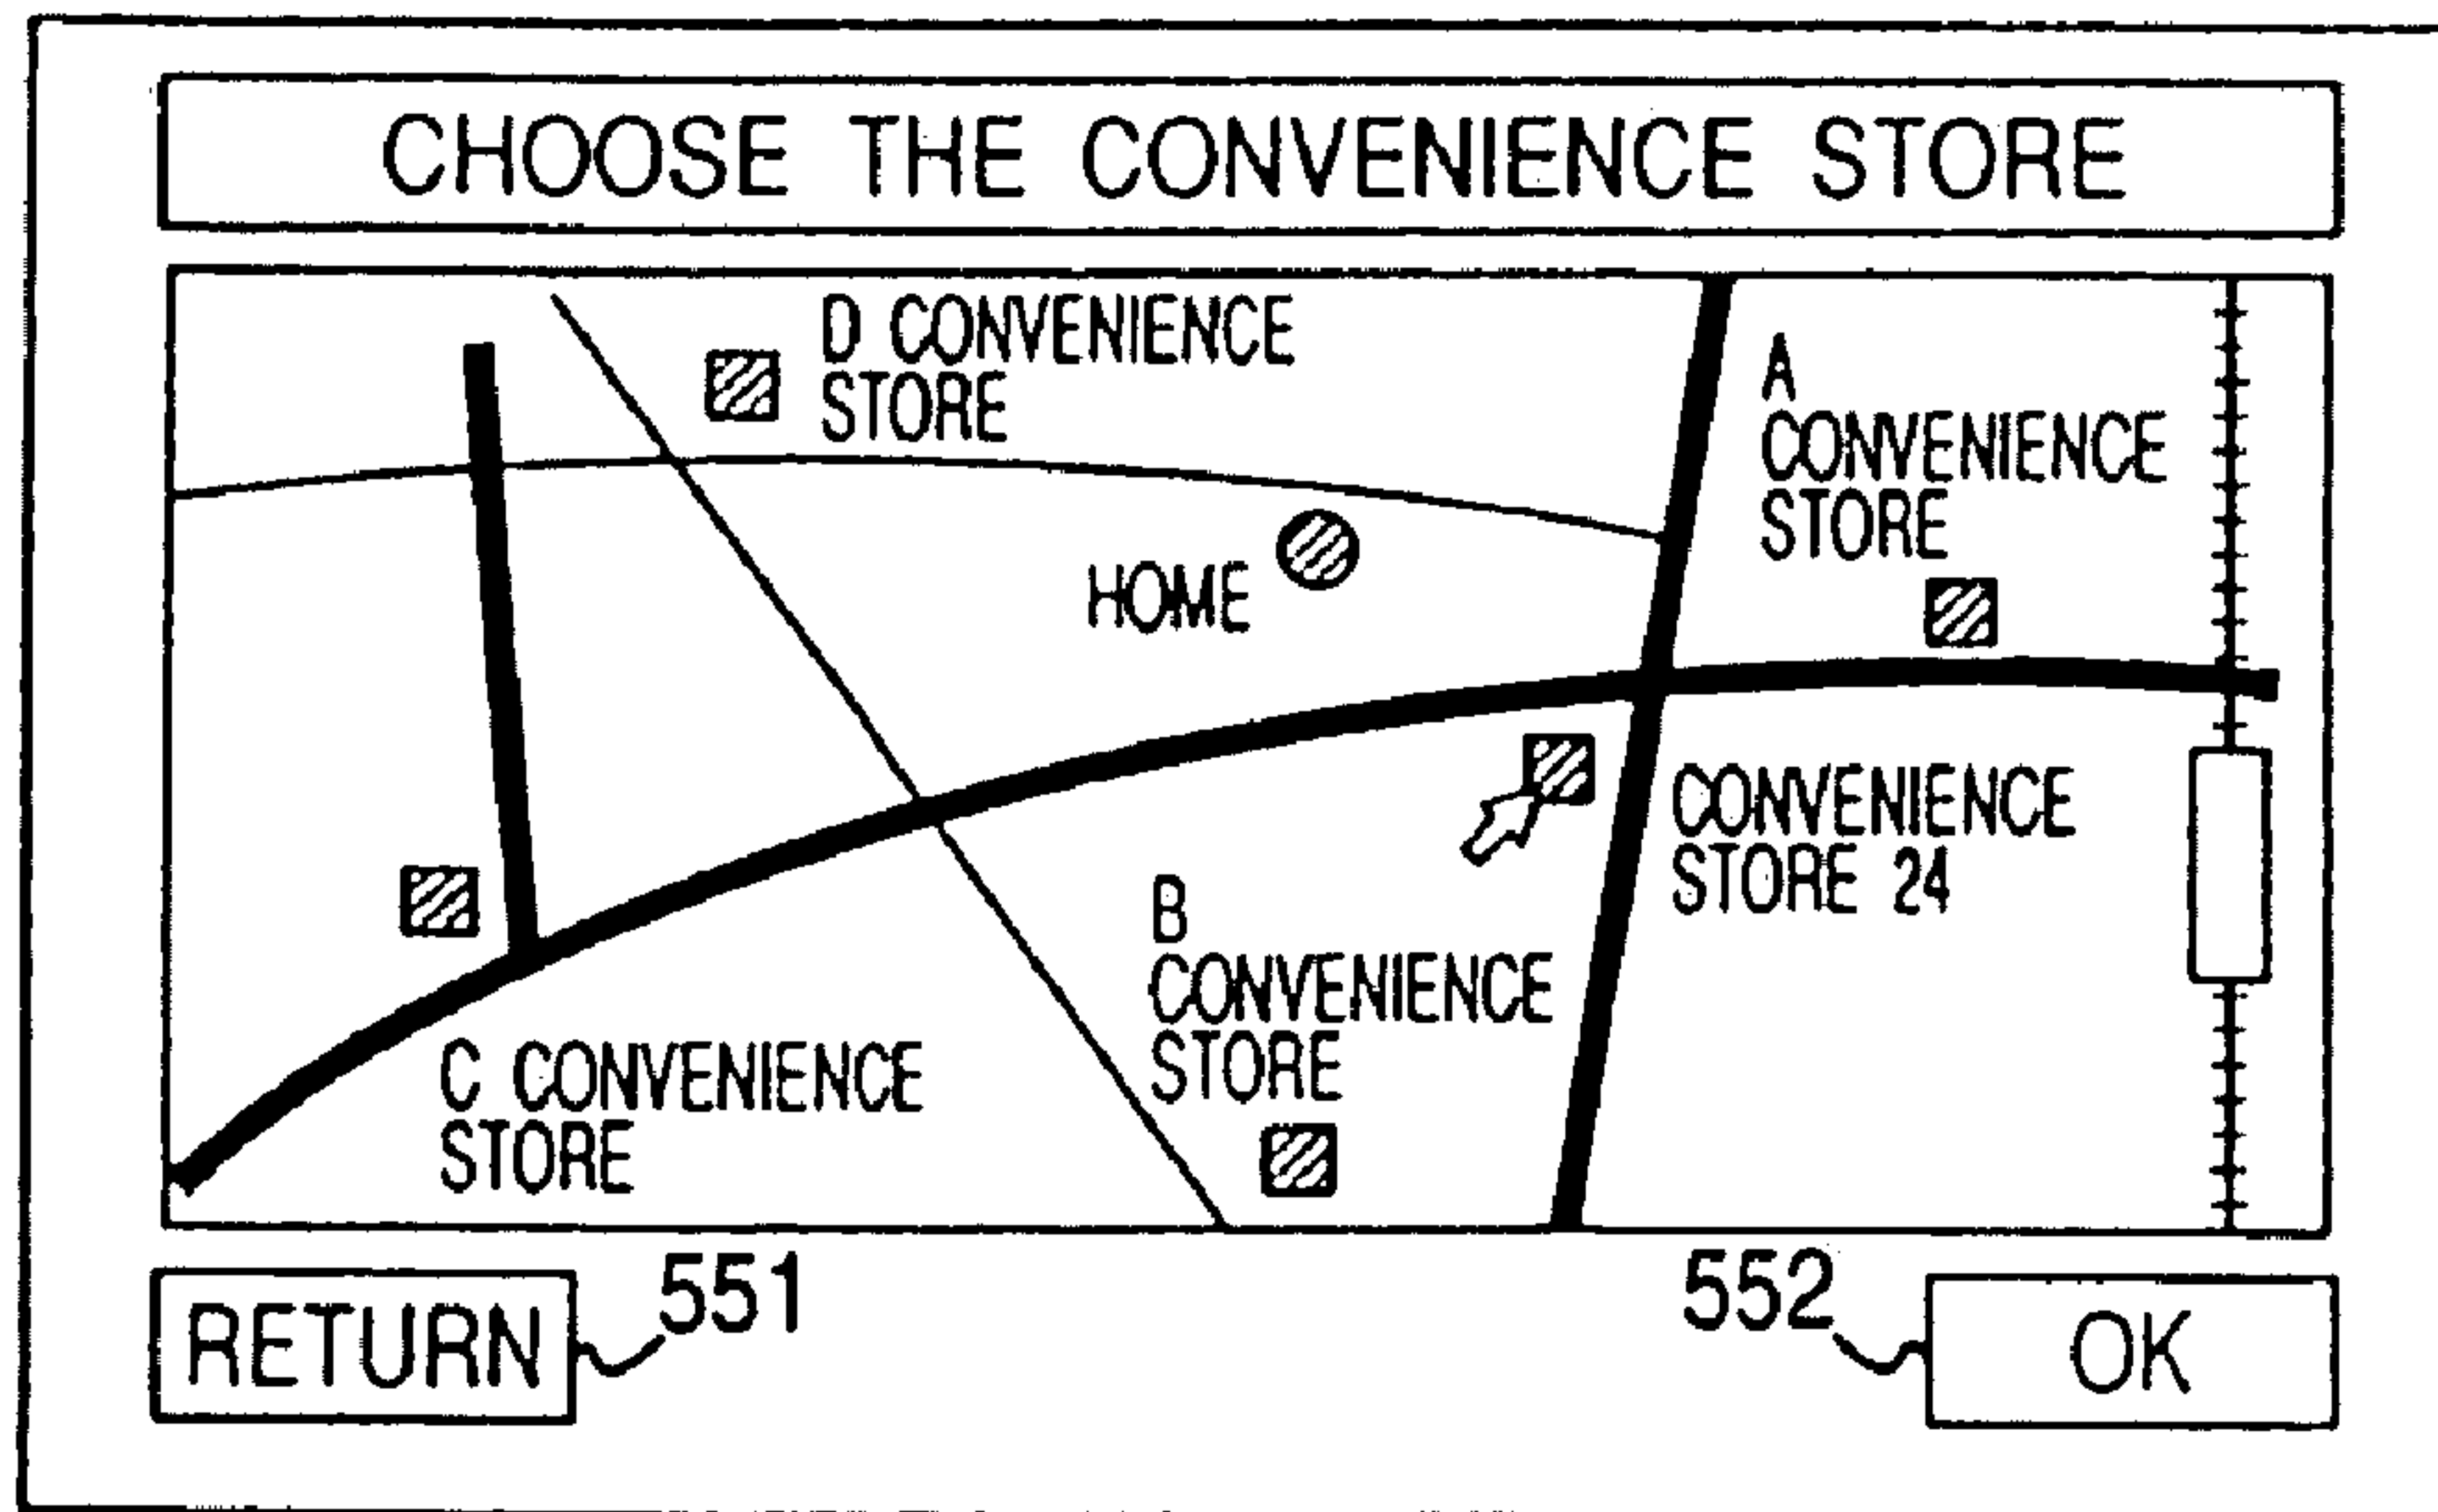 CHOOSE THE CONVENIENCE STORE
D CONVENIENCE
STORE
A
CONVENIENCE
STORE
HOME
CONVENIENCE
STORE 24
B
CONVENIENCE
STORE
C CONVENIENCE
STORE
RETURN
551
552
OK